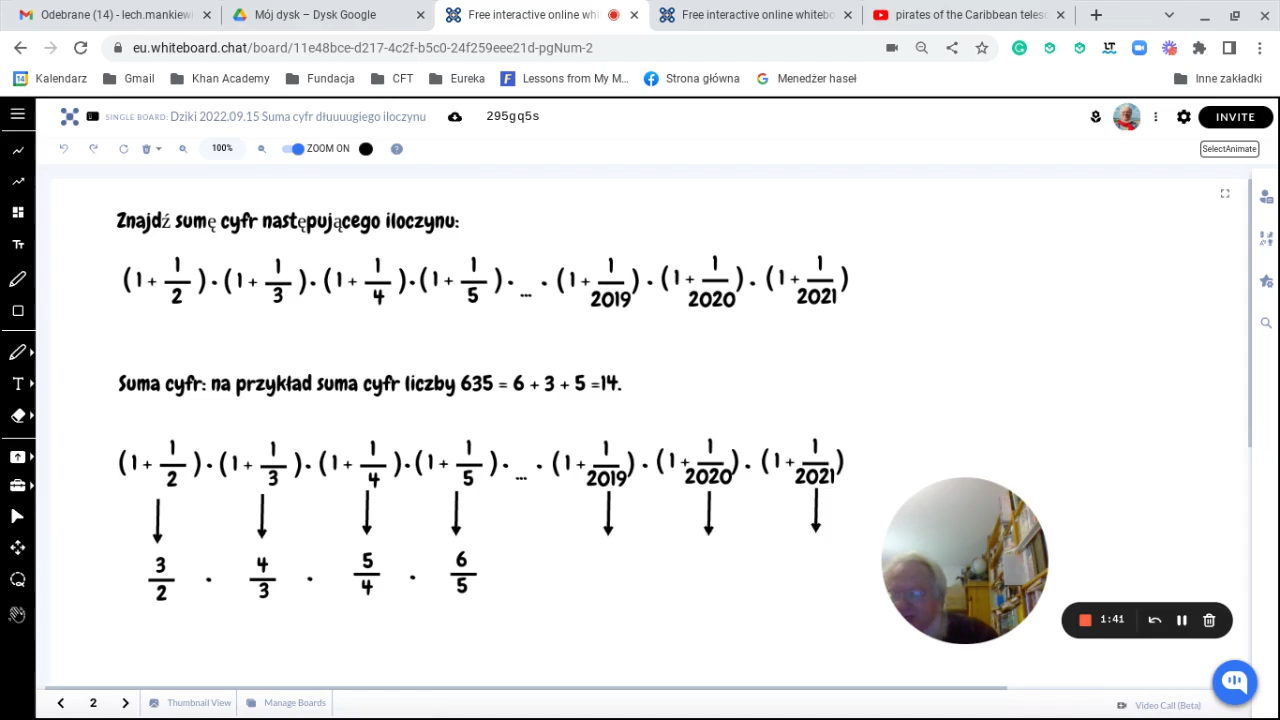 Odebrane (14) - lech.mankiew
Mój dysk – Dysk Google
Free interactive online whi
Free interactive online whitebo
pirates of the Caribbean telesc
eu.whiteboard.chat/board/11e48bce-d217-4c2f-b5c0-24f259eee21d-pgNum-2
Kalendarz
Gmail
Khan Academy
Fundacja
CFT
Eureka
Lessons from My M...
Strona główna
Menedżer haseł
Inne zakładki
SINGLE BOARD: Dziki 2022.09.15 Suma cyfr dłuuuugiego iloczynu
295gq5s
INVITE
100%
ZOOM ON
SelectAnimate
Znajdź sumę cyfr następującego iloczynu:
(1 + 1/2) · (1 + 1/3) · (1 + 1/4) · (1 + 1/5) · ... · (1 + 1/2019) · (1 + 1/2020) · (1 + 1/2021)
Suma cyfr: na przykład suma cyfr liczby 635 = 6 + 3 + 5 =14.
(1 + 1/2) · (1 + 1/3) · (1 + 1/4) · (1 + 1/5) · ... · (1 + 1/2019) · (1 + 1/2020) · (1 + 1/2021)
3/2 · 4/3 · 5/4 · 6/5
1:41
2
Thumbnail View
Manage Boards
Video Call (Beta)